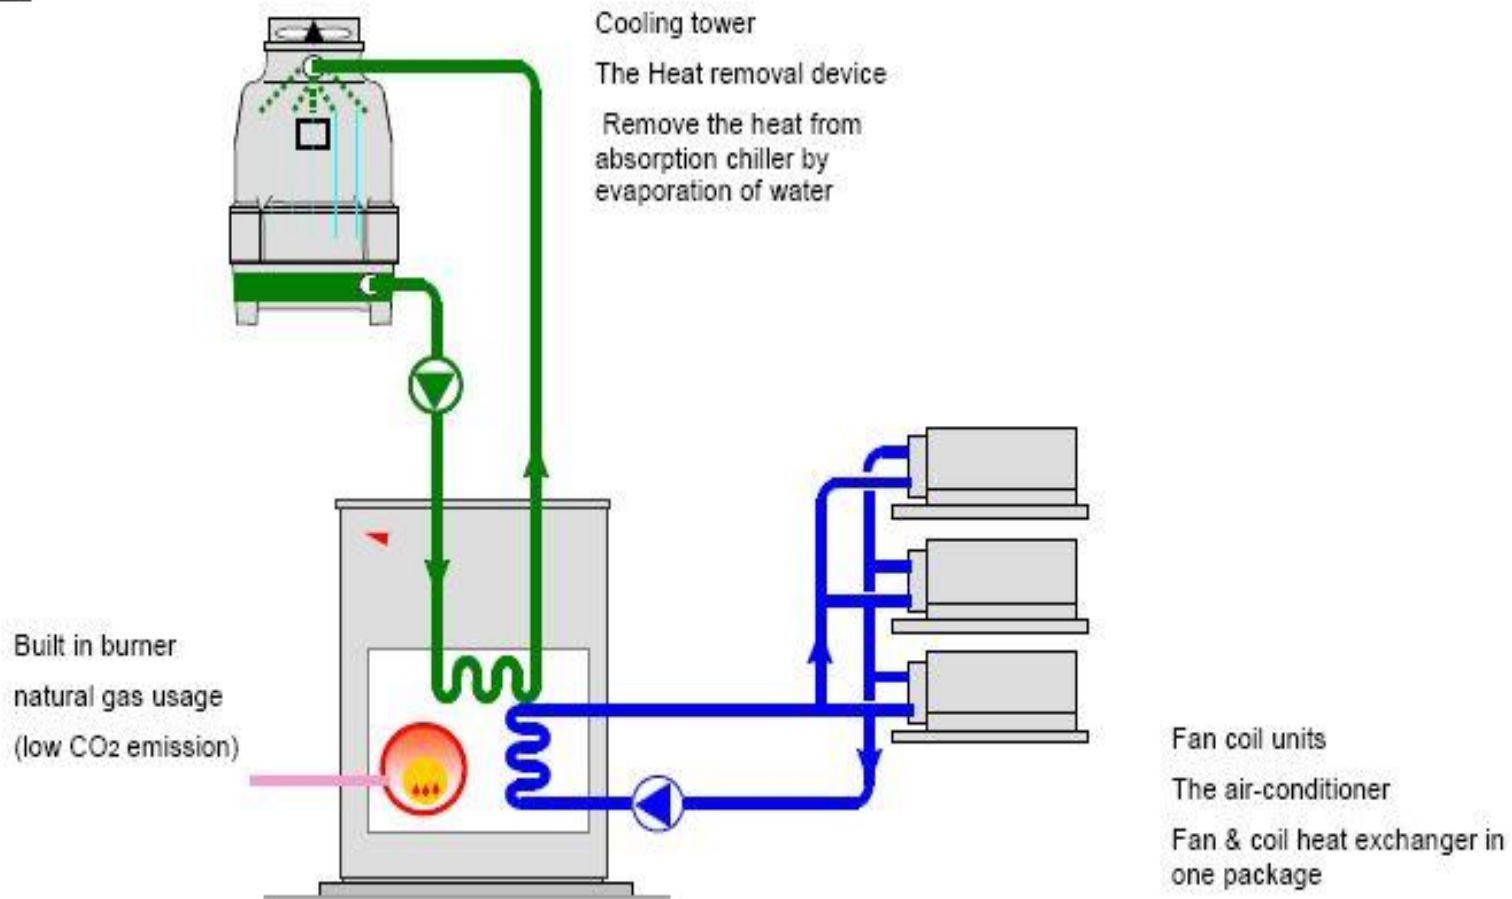 Cooling tower
The Heat removal device
Remove the heat from
absorption chiller by
evaporation of water
Built in burner
natural gas usage
(low CO2 emission)
Fan coil units
The air-conditioner
Fan & coil heat exchanger in
one package